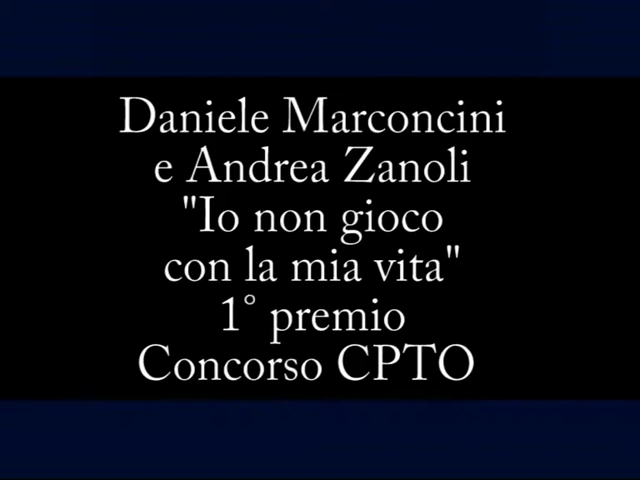 Daniele Marconcini
e Andrea Zanoli
"Io non gioco
con la mia vita"
1° premio
Concorso CPTO